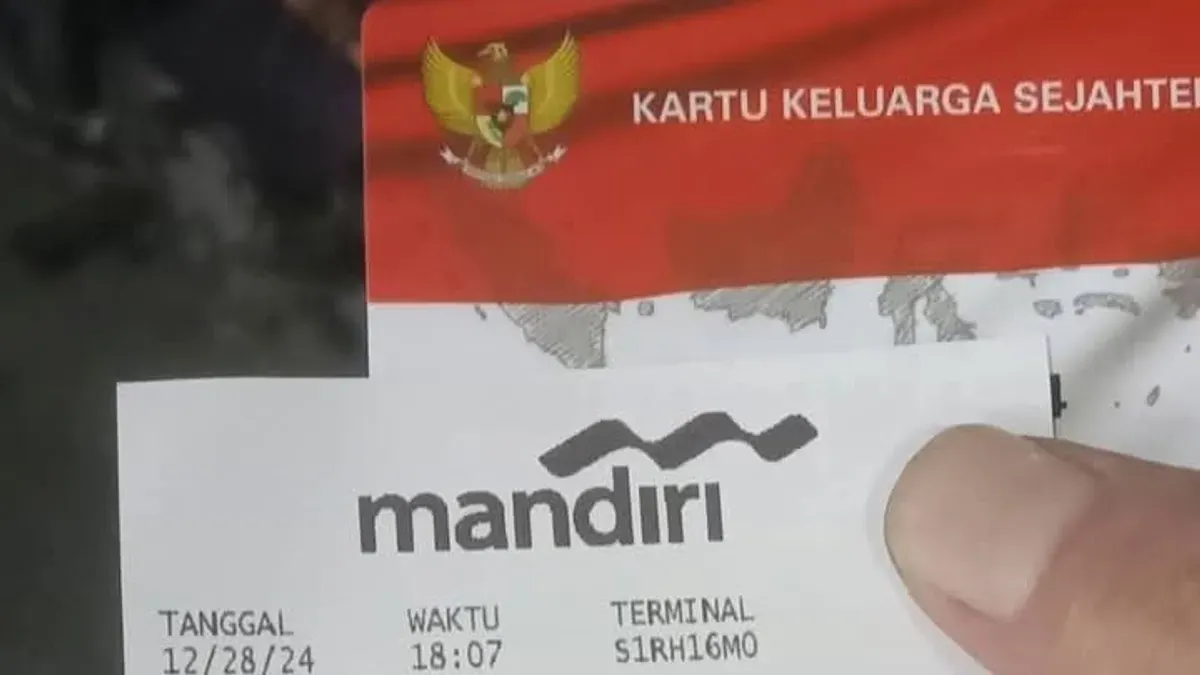 KARTU KELUARGA SEJAHTE
mandiri
TANGGAL WAKTU TERMINAL
12/28/24 18:07 S1RH16MO